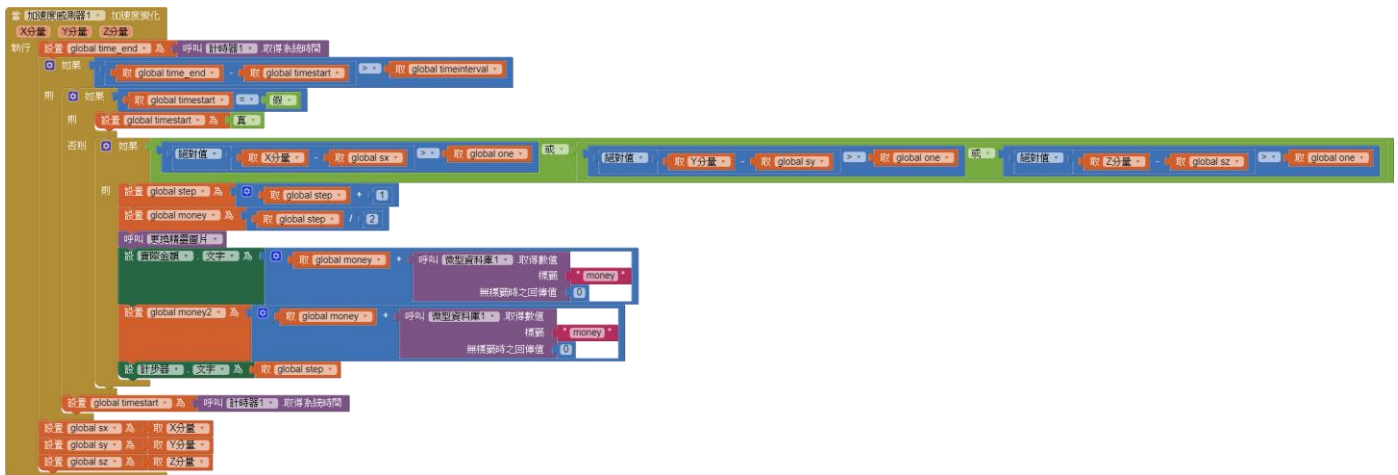 當 加速度感測器1 .加速度變化
X分量 Y分量 Z分量
執行 設置 global time_end 為 呼叫 計時器1 .取得系統時間
如果 取 global time_end - 取 global timestart > 取 global timeinterval
則 如果 取 global timestart = 假
則 設置 global timestart 為 真
否則 如果 絕對值 取 X分量 - 取 global sx > 取 global one 或 絕對值 取 Y分量 - 取 global sy > 取 global one 或 絕對值 取 Z分量 - 取 global sz > 取 global one
則 設置 global step 為 取 global step + 1
設置 global money 為 取 global step / 2
呼叫 更換精靈圖片
設 實際金額 . 文字 為 取 global money + 呼叫 微型資料庫1 .取得數值
標籤 " money "
無標籤時之回傳值 0
設置 global money2 為 取 global money + 呼叫 微型資料庫1 .取得數值
標籤 " money "
無標籤時之回傳值 0
設 計步器 . 文字 為 取 global step
設置 global timestart 為 呼叫 計時器1 .取得系統時間
設置 global sx 為 取 X分量
設置 global sy 為 取 Y分量
設置 global sz 為 取 Z分量